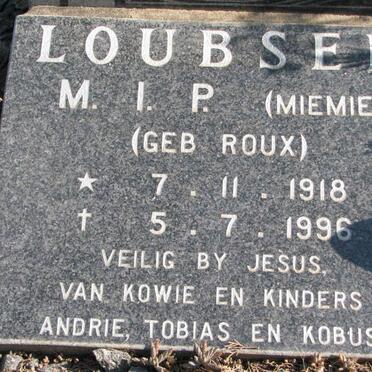 LOUBSE
M. I. P. (MIEMIE
(GEB ROUX)
★ 7. 11. 1918
† 5. 7. 1996
VEILIG BY JESUS.
VAN KOWIE EN KINDERS
ANDRIE, TOBIAS EN KOBUS